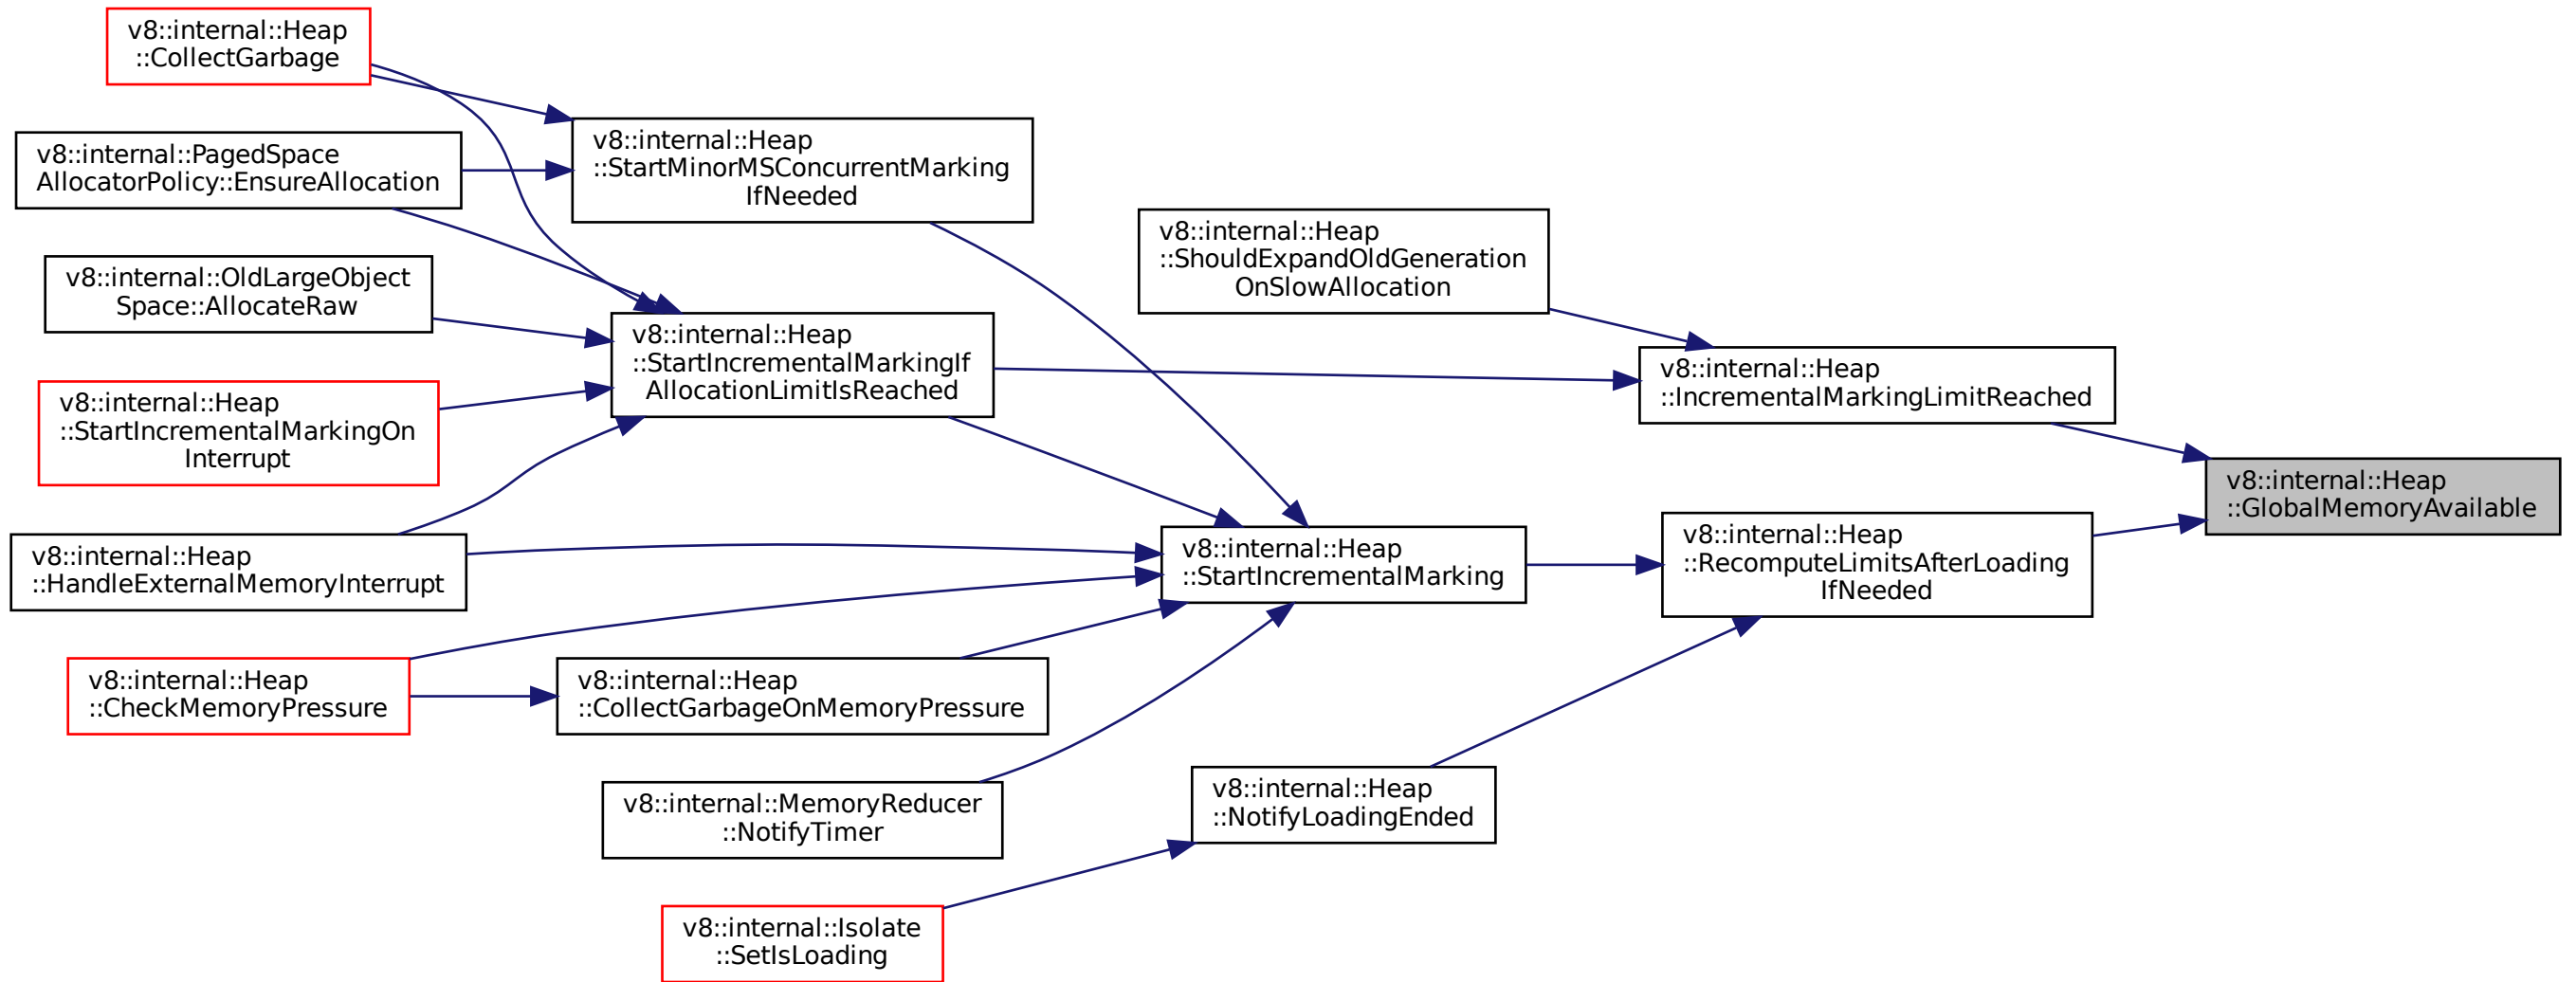 v8::internal::Heap
::CollectGarbage
v8::internal::PagedSpace
AllocatorPolicy::EnsureAllocation
v8::internal::OldLargeObject
Space::AllocateRaw
v8::internal::Heap
::StartIncrementalMarkingOn
Interrupt
v8::internal::Heap
::HandleExternalMemoryInterrupt
v8::internal::Heap
::CheckMemoryPressure
v8::internal::Heap
::StartMinorMSConcurrentMarking
IfNeeded
v8::internal::Heap
::StartIncrementalMarkingIf
AllocationLimitIsReached
v8::internal::Heap
::CollectGarbageOnMemoryPressure
v8::internal::MemoryReducer
::NotifyTimer
v8::internal::Isolate
::SetIsLoading
v8::internal::Heap
::ShouldExpandOldGeneration
OnSlowAllocation
v8::internal::Heap
::StartIncrementalMarking
v8::internal::Heap
::NotifyLoadingEnded
v8::internal::Heap
::IncrementalMarkingLimitReached
v8::internal::Heap
::RecomputeLimitsAfterLoading
IfNeeded
v8::internal::Heap
::GlobalMemoryAvailable